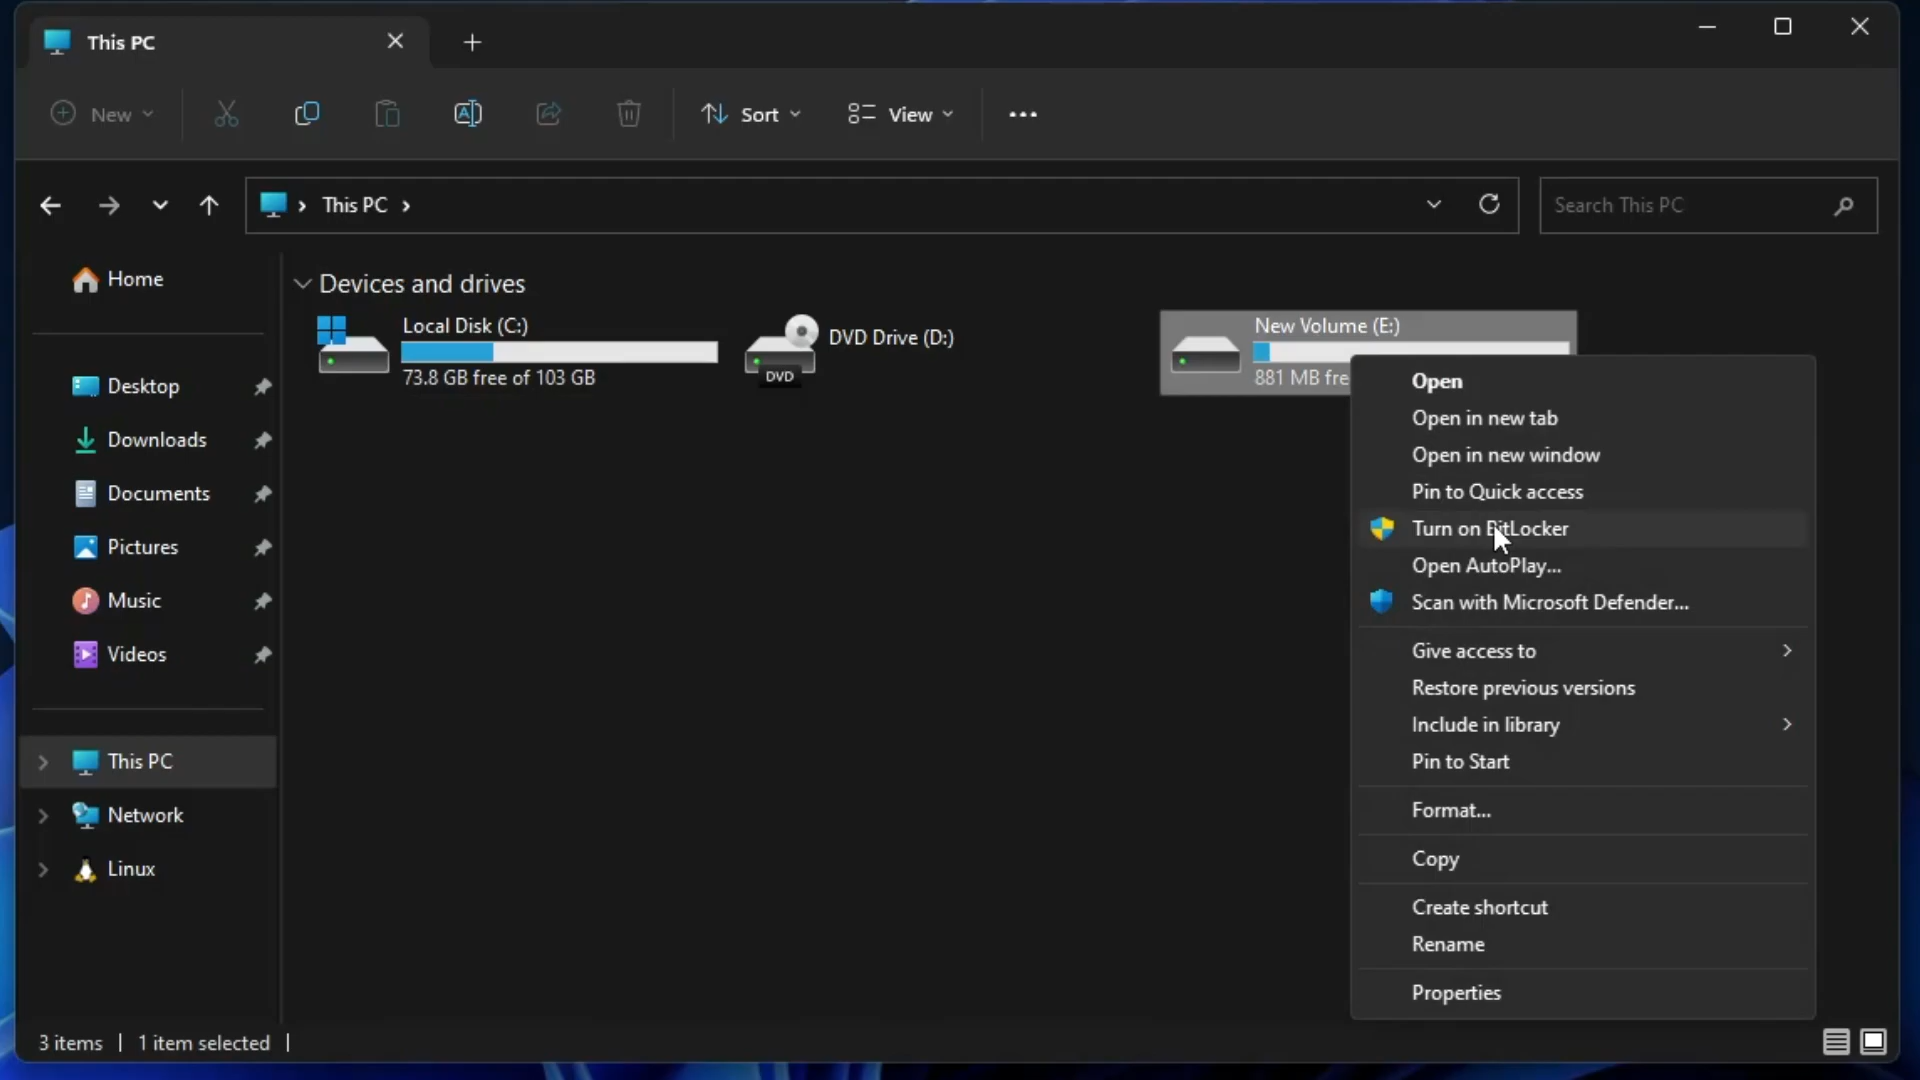 This PC
New
Sort
View
This PC
Search This PC
Home
Desktop
Downloads
Documents
Pictures
Music
Videos
This PC
Network
Linux
Devices and drives
Local Disk (C:)
73.8 GB free of 103 GB
DVD Drive (D:)
DVD
New Volume (E:)
881 MB fre
Open
Open in new tab
Open in new window
Pin to Quick access
Turn on BitLocker
Open AutoPlay...
Scan with Microsoft Defender...
Give access to
Restore previous versions
Include in library
Pin to Start
Format...
Copy
Create shortcut
Rename
Properties
3 items | 1 item selected |